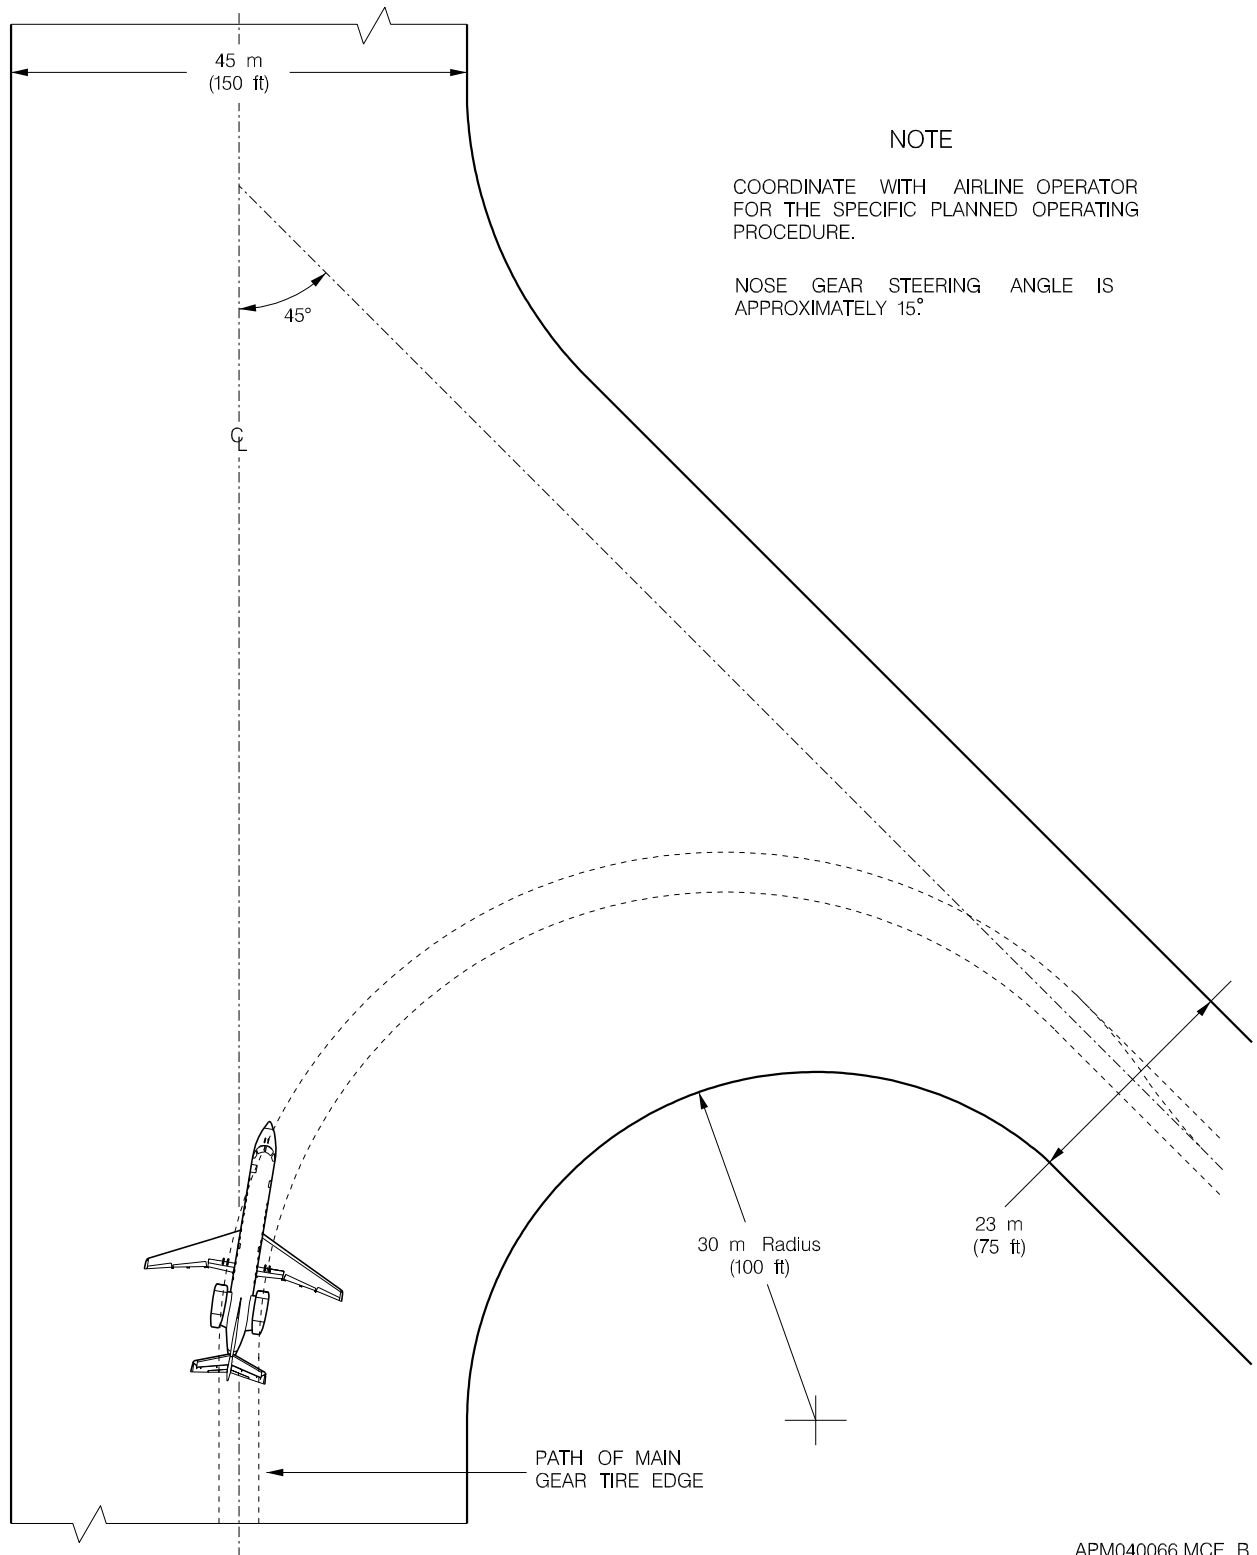 45 m
(150 ft)
NOTE
COORDINATE WITH AIRLINE OPERATOR
FOR THE SPECIFIC PLANNED OPERATING
PROCEDURE.
NOSE GEAR STEERING ANGLE IS
APPROXIMATELY 15°.
45°
CL
23 m
(75 ft)
30 m Radius
(100 ft)
PATH OF MAIN
GEAR TIRE EDGE
APM040066.MCE B